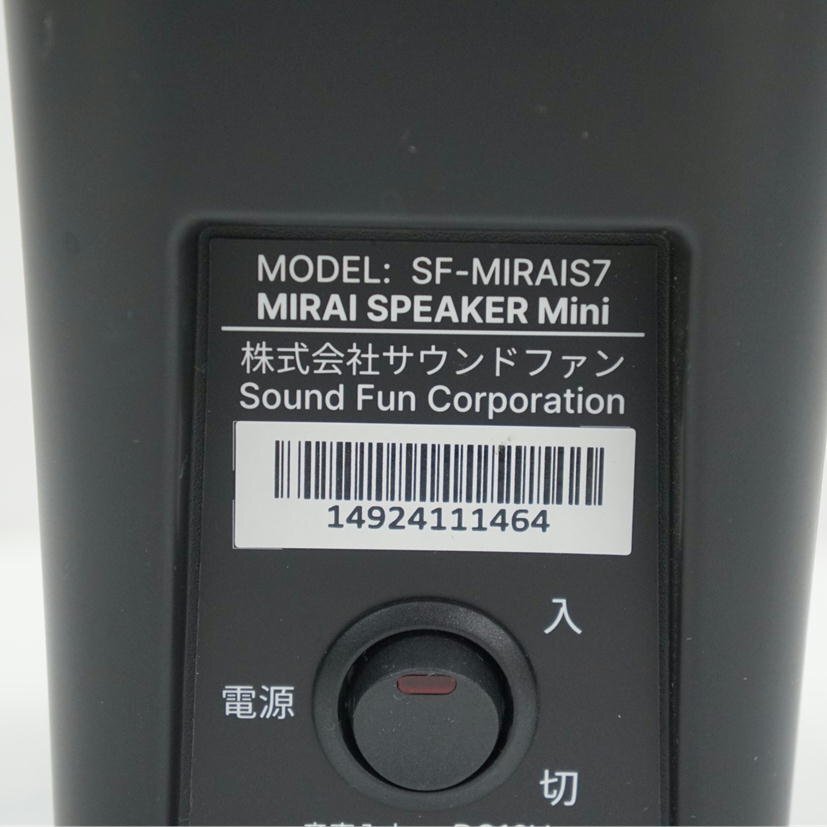 MODEL: SF-MIRAIS7
MIRAI SPEAKER Mini
株式会社サウンドファン
Sound Fun Corporation
14924111464
入
電源
切